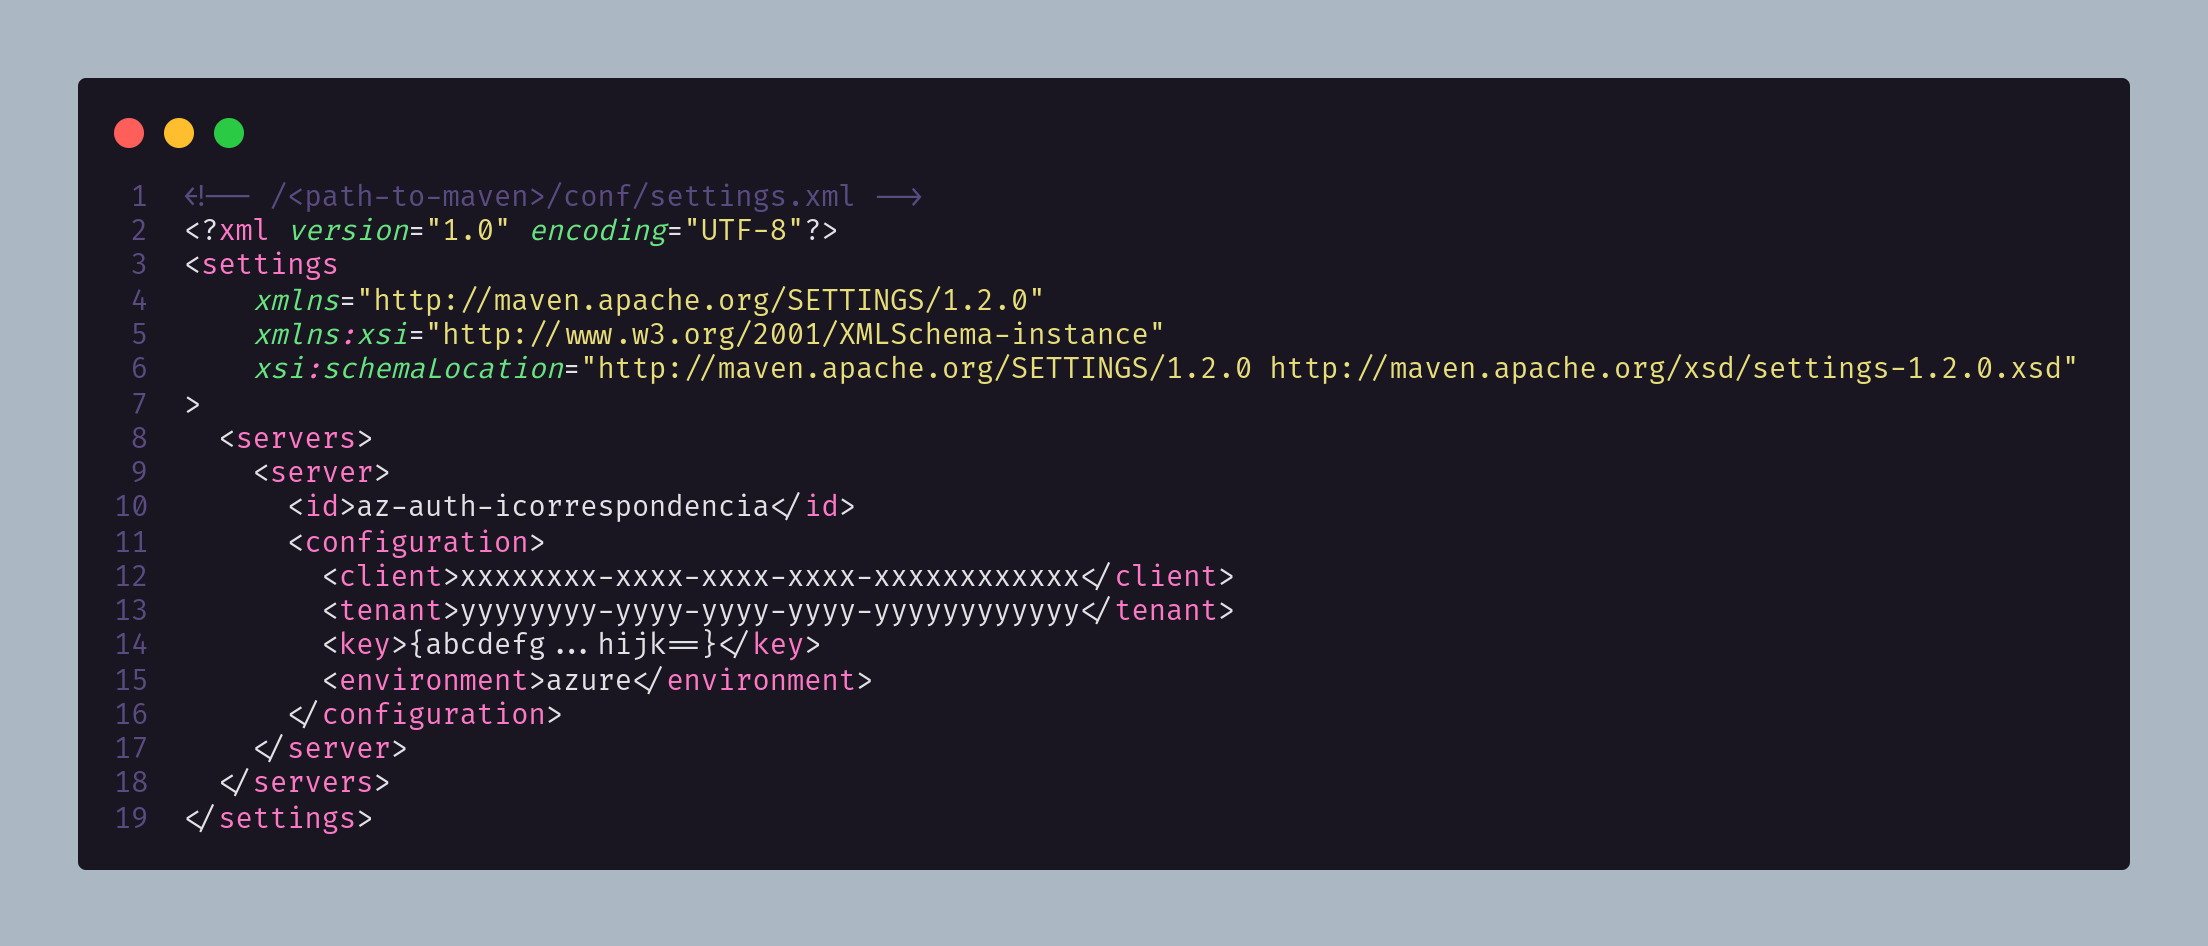 1 <!-- /<path-to-maven>/conf/settings.xml -->
2 <?xml version="1.0" encoding="UTF-8"?>
3 <settings
4     xmlns="http://maven.apache.org/SETTINGS/1.2.0"
5     xmlns:xsi="http://www.w3.org/2001/XMLSchema-instance"
6     xsi:schemaLocation="http://maven.apache.org/SETTINGS/1.2.0 http://maven.apache.org/xsd/settings-1.2.0.xsd"
7 >
8   <servers>
9     <server>
10       <id>az-auth-icorrespondencia</id>
11       <configuration>
12         <client>xxxxxxxx-xxxx-xxxx-xxxx-xxxxxxxxxxxx</client>
13         <tenant>yyyyyyyy-yyyy-yyyy-yyyy-yyyyyyyyyyyy</tenant>
14         <key>{abcdefg...hijk==}</key>
15         <environment>azure</environment>
16       </configuration>
17     </server>
18   </servers>
19 </settings>